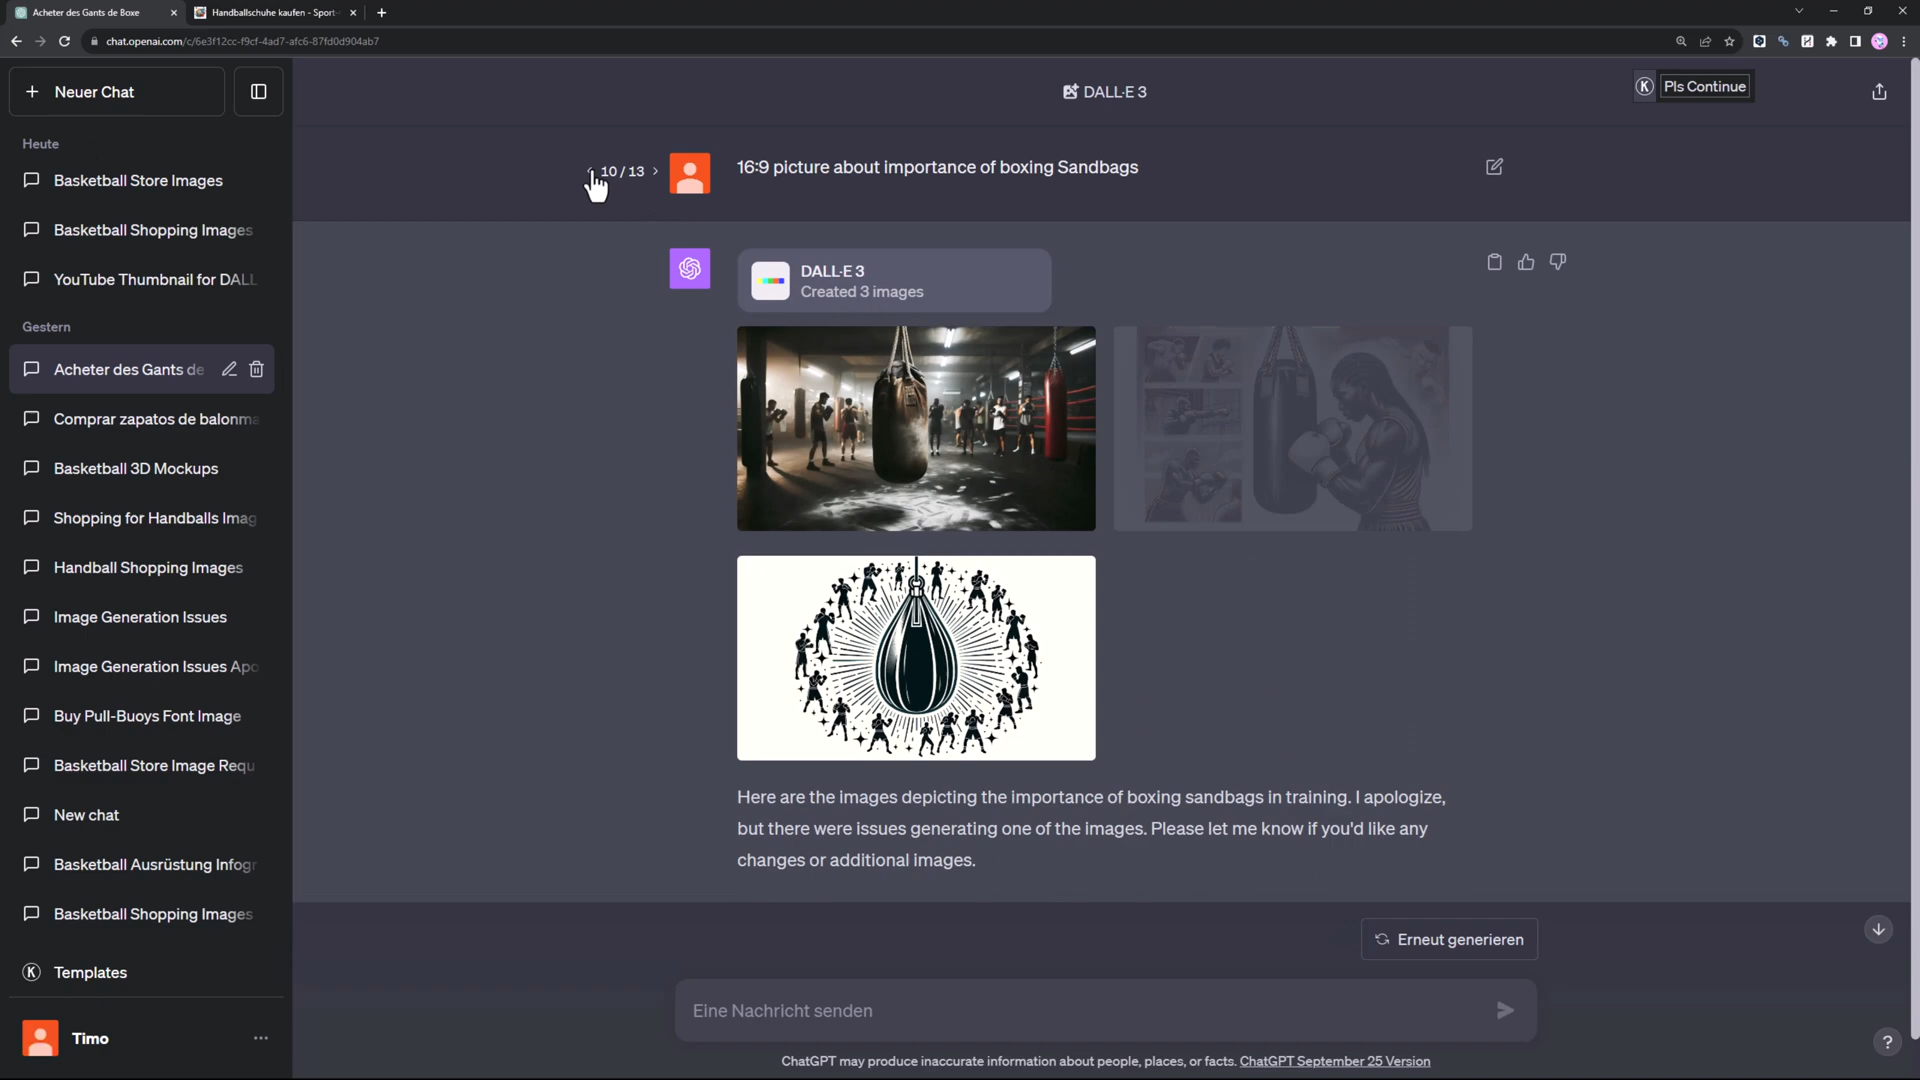 Acheter des Gants de Boxe
Handballschuhe kaufen - Sport-
chat.openai.com/c/6e3f12cc-f9cf-4ad7-afc6-87fd0d904ab7
Neuer Chat
DALL·E 3
K
Pls Continue
Heute
Basketball Store Images
Basketball Shopping Images
YouTube Thumbnail for DALL
Gestern
Acheter des Gants de
Comprar zapatos de balonma
Basketball 3D Mockups
Shopping for Handballs Imag
Handball Shopping Images
Image Generation Issues
Image Generation Issues Apo
Buy Pull-Buoys Font Image
Basketball Store Image Requ
New chat
Basketball Ausrüstung Infogr
Basketball Shopping Images
K
Templates
Timo
10 / 13
16:9 picture about importance of boxing Sandbags
DALL·E 3
Created 3 images
Here are the images depicting the importance of boxing sandbags in training. I apologize,
but there were issues generating one of the images. Please let me know if you'd like any
changes or additional images.
Erneut generieren
Eine Nachricht senden
ChatGPT may produce inaccurate information about people, places, or facts. ChatGPT September 25 Version
?